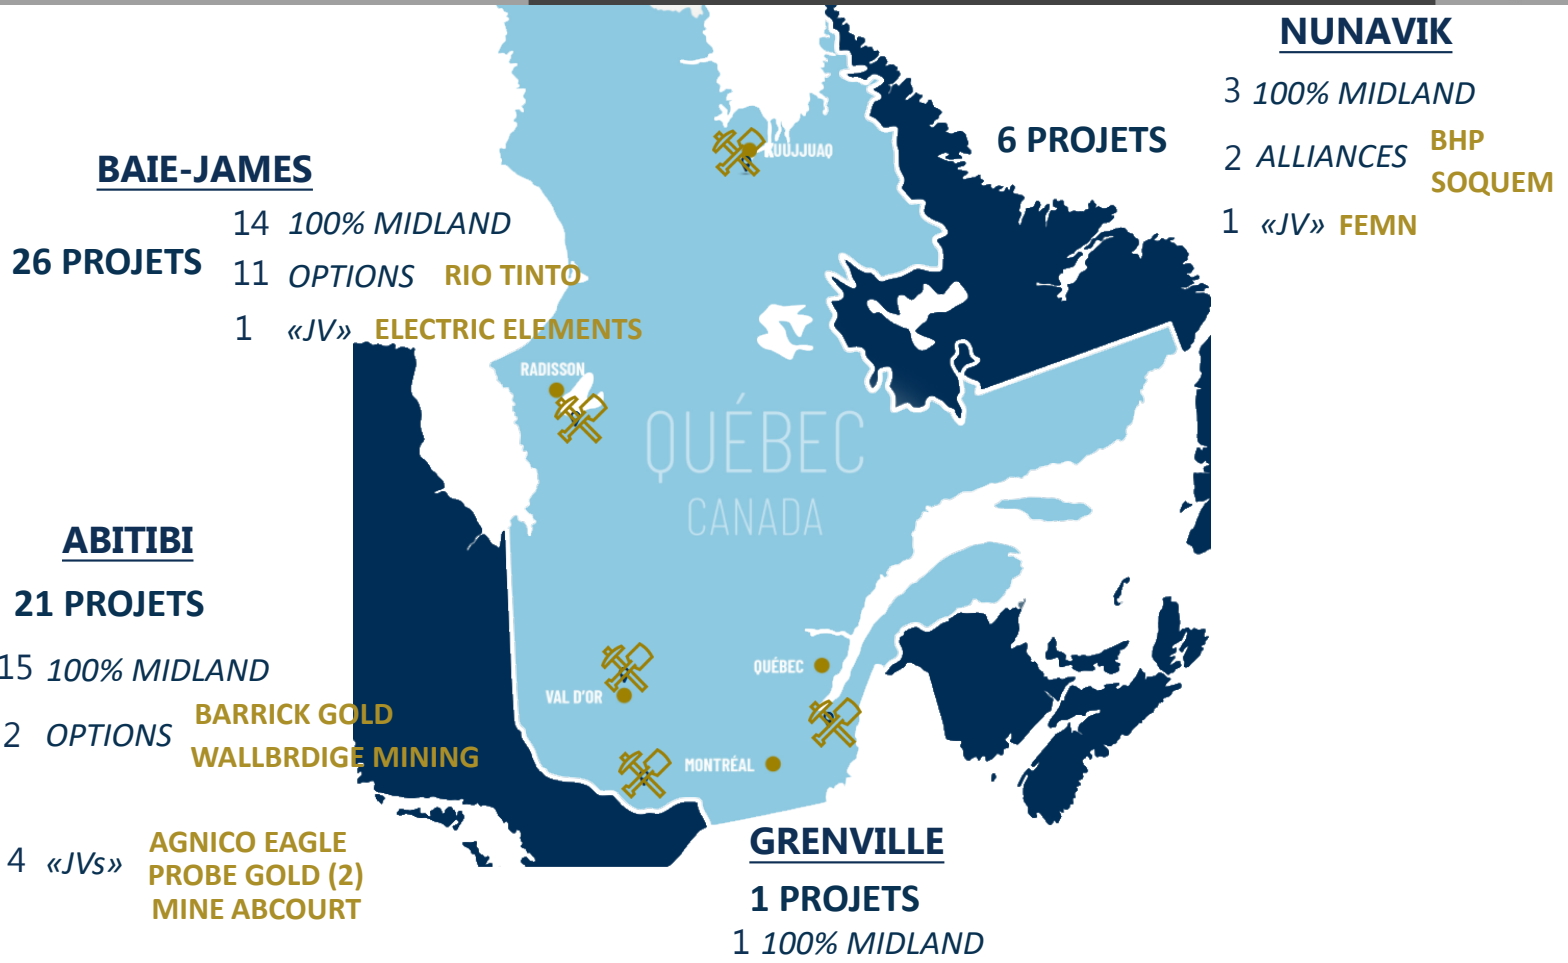 NUNAVIK
6 PROJETS
3 100% MIDLAND
2 ALLIANCES BHP
SOQUEM
1 «JV» FEMN
BAIE-JAMES
26 PROJETS
14 100% MIDLAND
11 OPTIONS RIO TINTO
1 «JV» ELECTRIC ELEMENTS
KUUJJUAQ
RADISSON
QUÉBEC
CANADA
ABITIBI
21 PROJETS
15 100% MIDLAND
2 OPTIONS BARRICK GOLD
WALLBRDIGE MINING
4 «JVs» AGNICO EAGLE
PROBE GOLD (2)
MINE ABCOURT
VAL D'OR
QUÉBEC
MONTRÉAL
GRENVILLE
1 PROJETS
1 100% MIDLAND